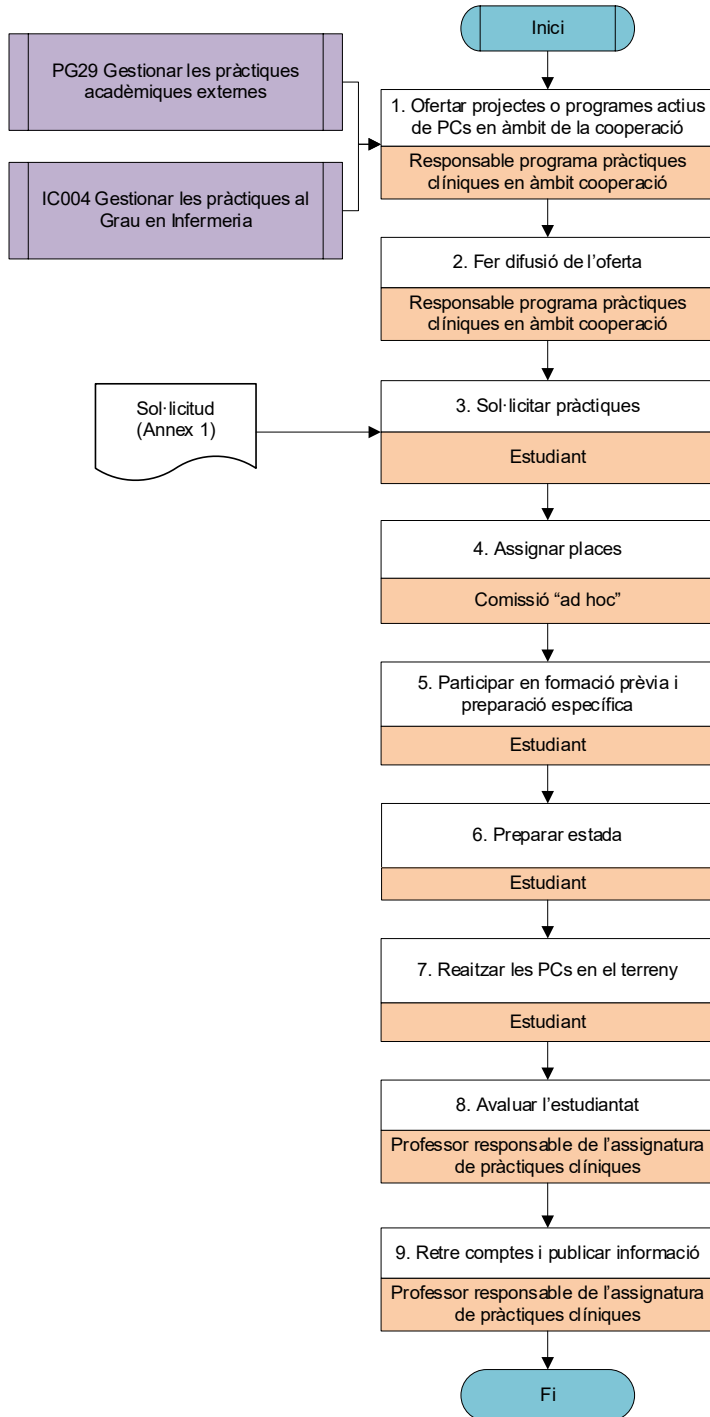 Inici
PG29 Gestionar les pràctiques
acadèmiques externes
IC004 Gestionar les pràctiques al
Grau en Infermeria
1. Ofertar projectes o programes actius
de PCs en àmbit de la cooperació
Responsable programa pràctiques
clíniques en àmbit cooperació
2. Fer difusió de l’oferta
Responsable programa pràctiques
clíniques en àmbit cooperació
Sol·licitud
(Annex 1)
3. Sol·licitar pràctiques
Estudiant
4. Assignar places
Comissió “ad hoc”
5. Participar en formació prèvia i
preparació específica
Estudiant
6. Preparar estada
Estudiant
7. Reaitzar les PCs en el terreny
Estudiant
8. Avaluar l’estudiantat
Professor responsable de l’assignatura
de pràctiques clíniques
9. Retre comptes i publicar informació
Professor responsable de l’assignatura
de pràctiques clíniques
Fi